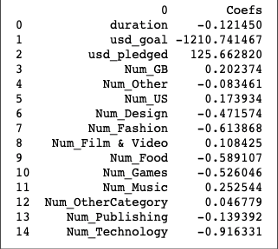 0 Coefs
0 duration -0.121450
1 usd_goal -1210.741467
2 usd_pledged 125.662820
3 Num_GB 0.202374
4 Num_Other -0.083461
5 Num_US 0.173934
6 Num_Design -0.471574
7 Num_Fashion -0.613868
8 Num_Film & Video 0.108425
9 Num_Food -0.589107
10 Num_Games -0.526046
11 Num_Music 0.252544
12 Num_OtherCategory 0.046779
13 Num_Publishing -0.139392
14 Num_Technology -0.916331